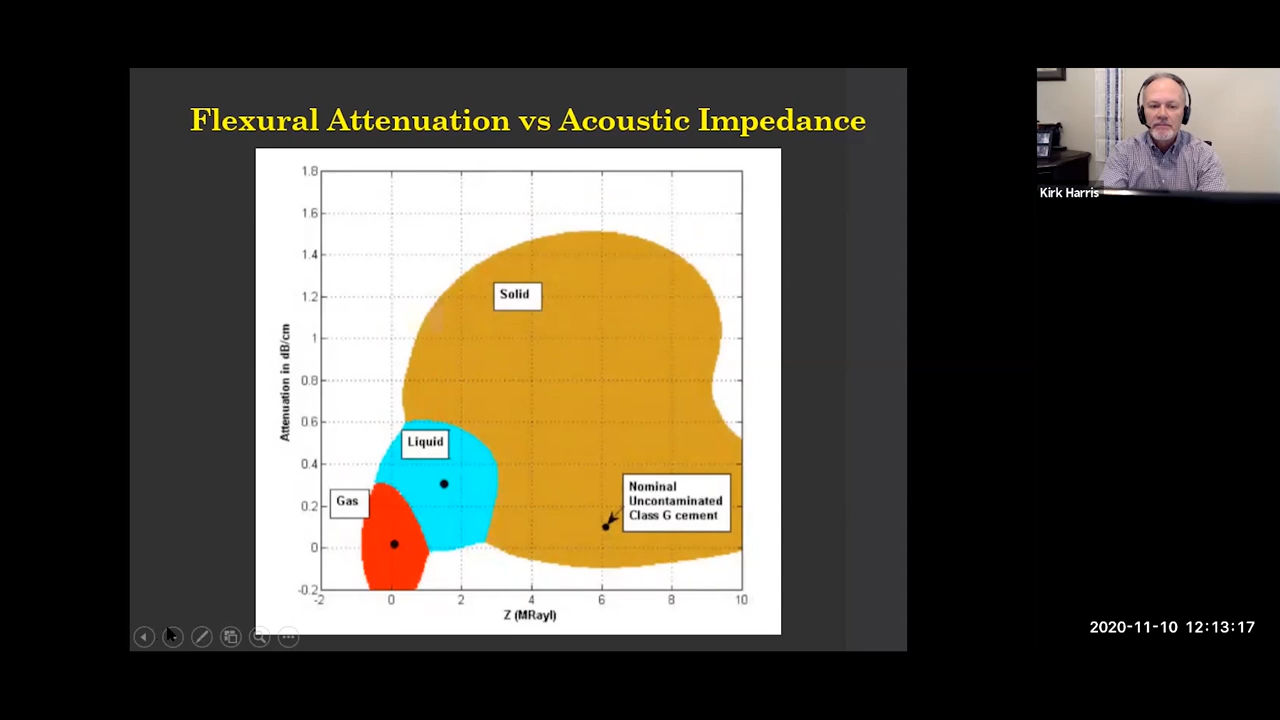 Flexural Attenuation vs Acoustic Impedance
1.8
1.6
1.4
1.2
1
0.8
0.6
0.4
0.2
0
-0.2
Attenuation in dB/cm
Solid
Liquid
Gas
Nominal
Uncontaminated
Class G cement
-2 0 2 4 6 8 10
Z (MRayl)
Kirk Harris
2020-11-10 12:13:17